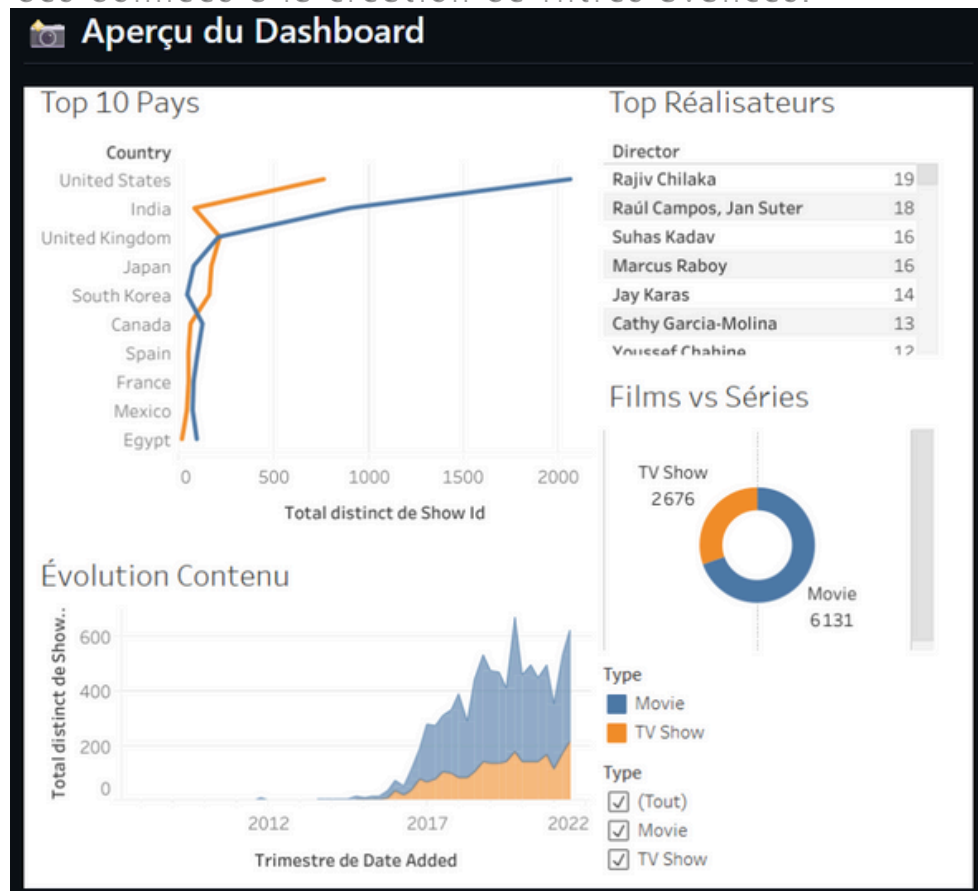 Aperçu du Dashboard
Top 10 Pays
Country
United States
India
United Kingdom
Japan
South Korea
Canada
Spain
France
Mexico
Egypt
0 500 1000 1500 2000
Total distinct de Show Id
Top Réalisateurs
Director
Rajiv Chilaka 19
Raúl Campos, Jan Suter 18
Suhas Kadav 16
Marcus Raboy 16
Jay Karas 14
Cathy Garcia-Molina 13
Youssef Chahine 12
Films vs Séries
TV Show
2676
Movie
6131
Évolution Contenu
Total distinct de Show..
600
400
200
0
2012 2017 2022
Trimestre de Date Added
Type
Movie
TV Show
Type
(Tout)
Movie
TV Show